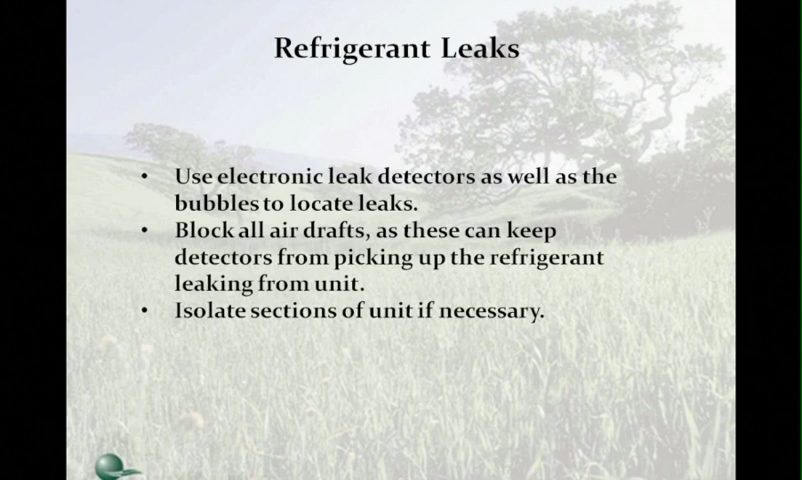 Refrigerant Leaks
• Use electronic leak detectors as well as the
bubbles to locate leaks.
• Block all air drafts, as these can keep
detectors from picking up the refrigerant
leaking from unit.
• Isolate sections of unit if necessary.